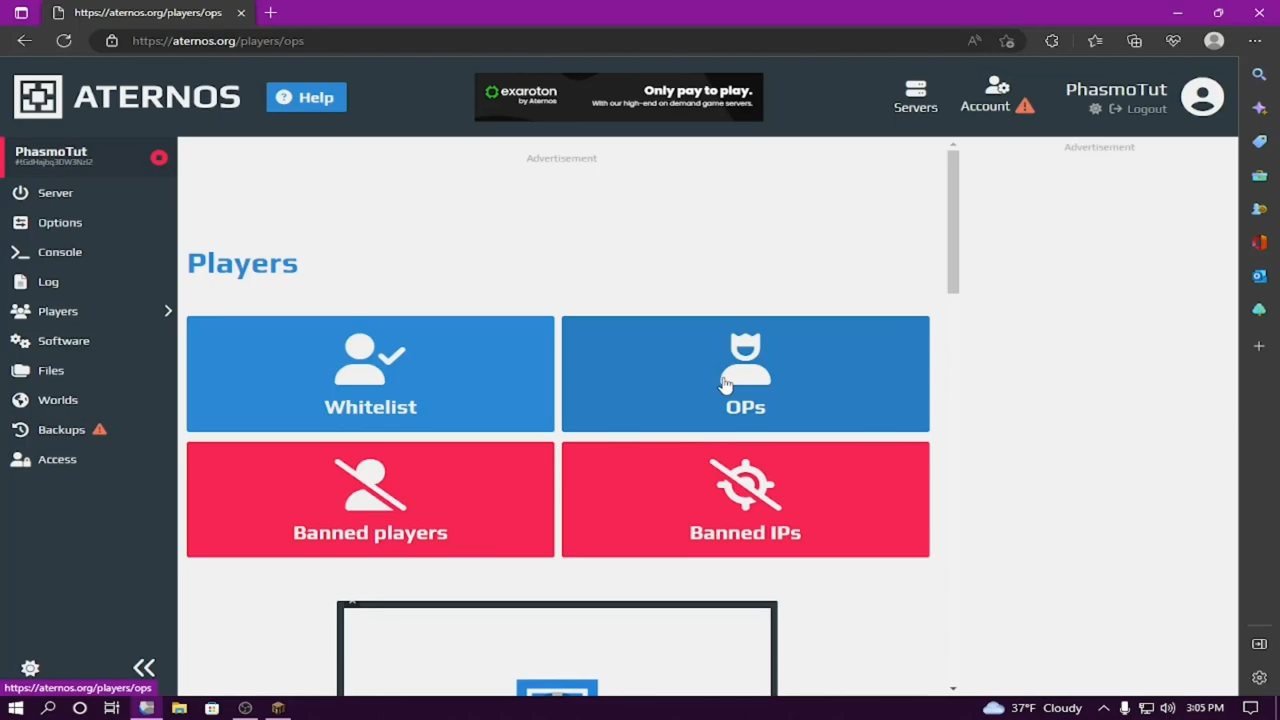 https://aternos.org/players/ops
https://aternos.org/players/ops
ATERNOS
Help
exaroton
by Aternos
Only pay to play.
With our high-end on demand game servers.
Servers
Account
PhasmoTut
Logout
PhasmoTut
Server
Options
Console
Log
Players
Software
Files
Worlds
Backups
Access
Advertisement
Advertisement
Players
Whitelist
OPs
Banned players
Banned IPs
https://aternos.org/players/ops
37°F Cloudy
3:05 PM